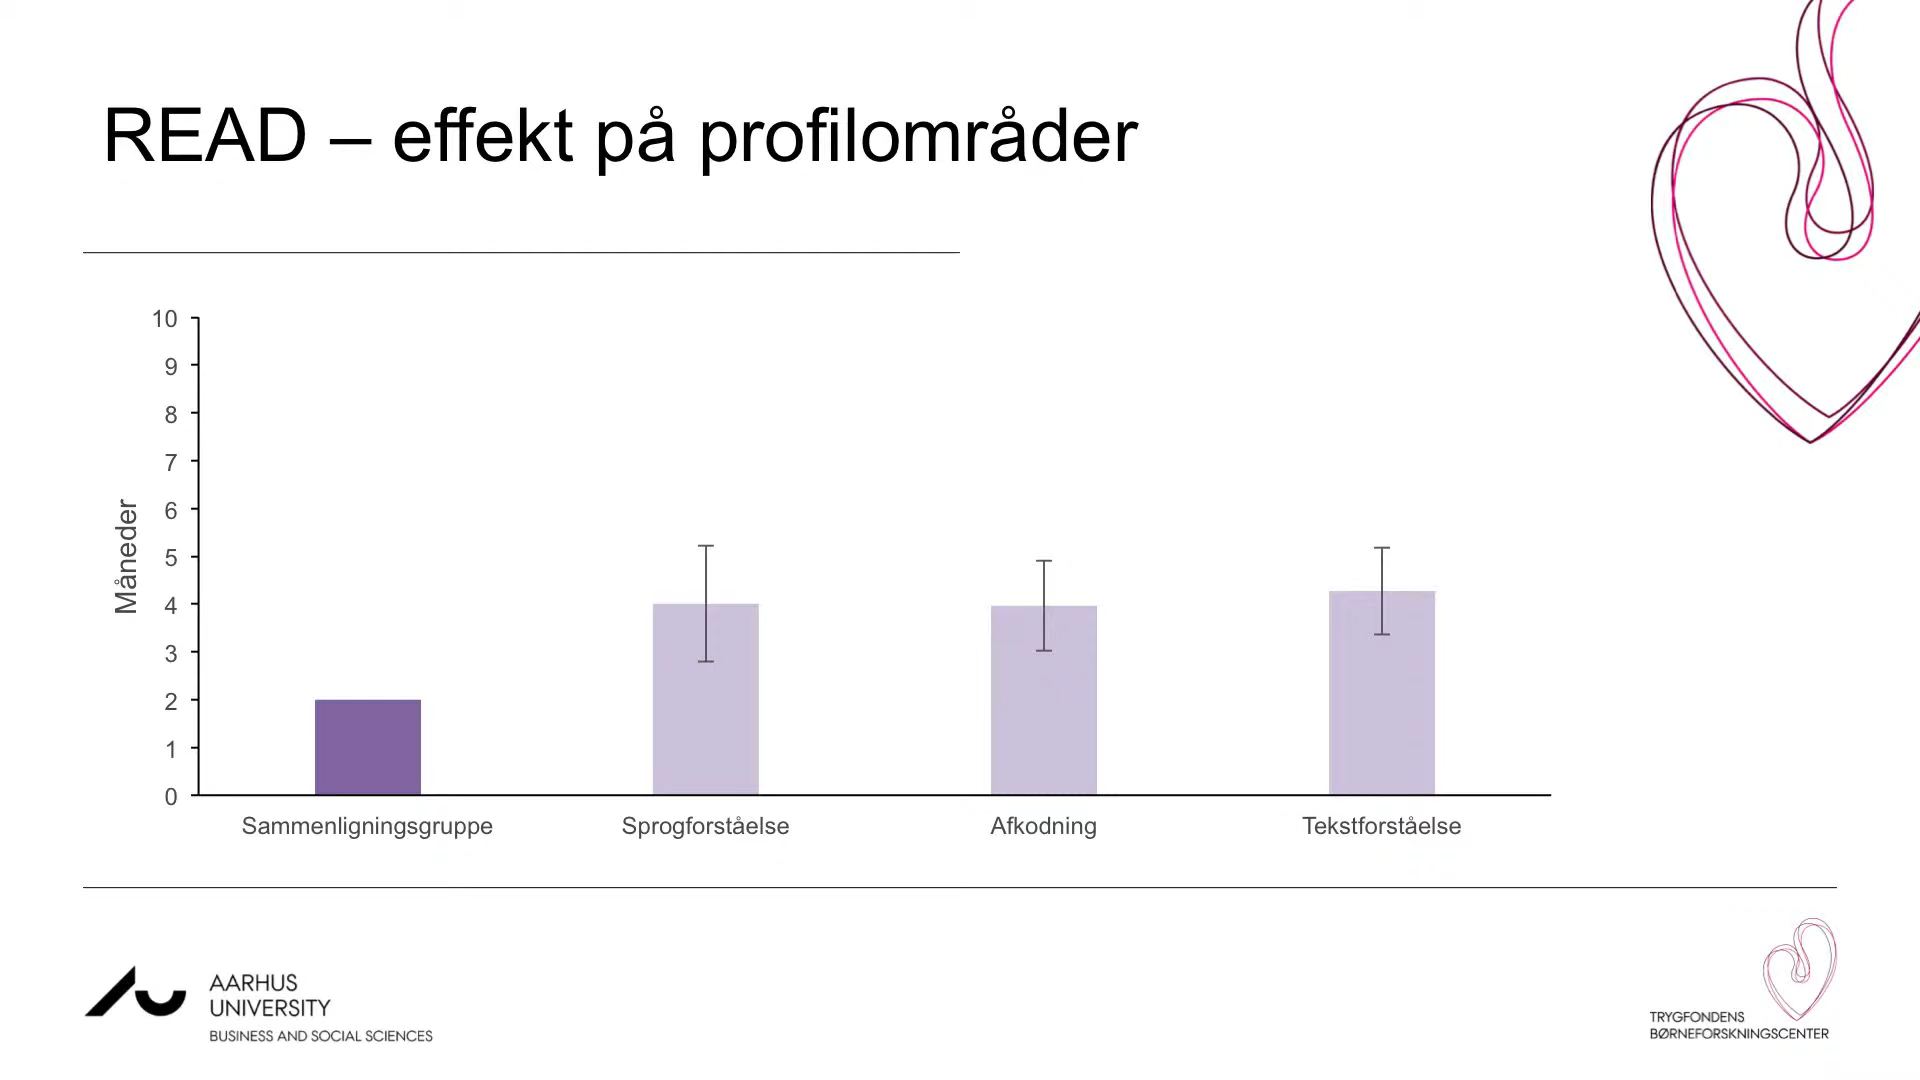 READ – effekt på profilområder
10
9
8
7
6
5
4
3
2
1
0
Måneder
Sammenligningsgruppe
Sprogforståelse
Afkodning
Tekstforståelse
AARHUS
UNIVERSITY
BUSINESS AND SOCIAL SCIENCES
TRYGFONDENS
BØRNEFORSKNINGSCENTER